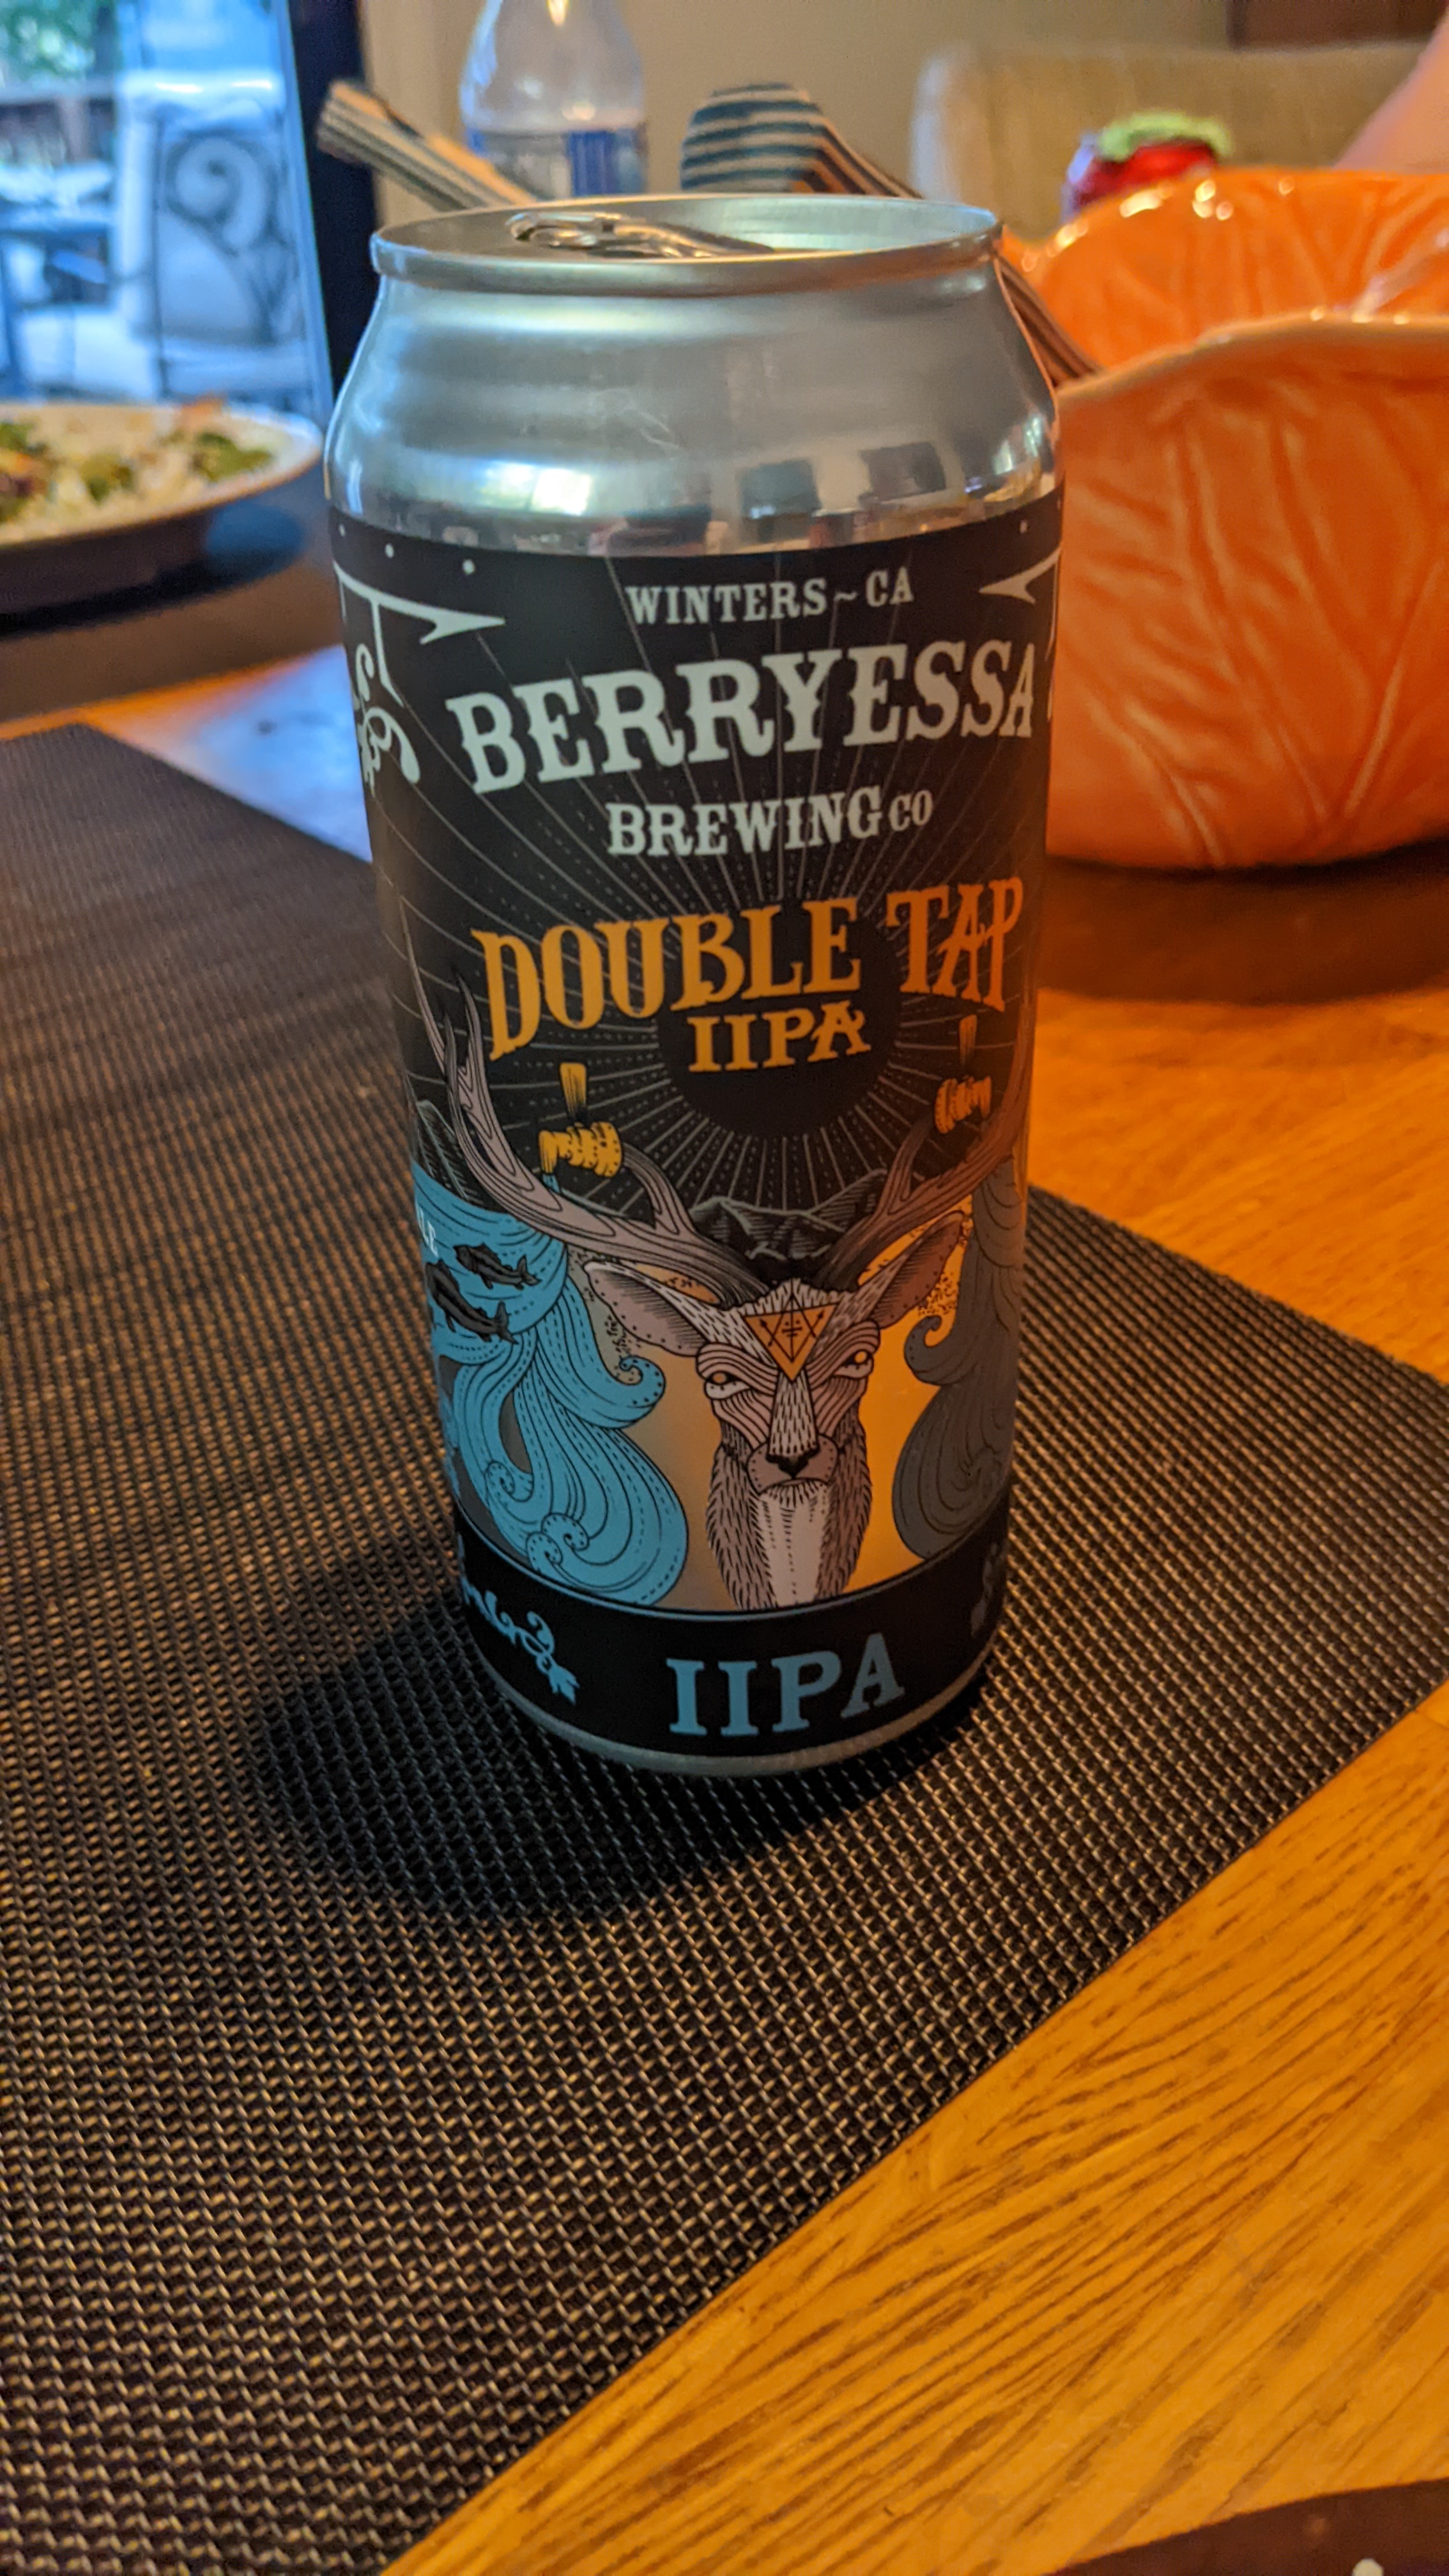 WINTERS~CA
BERRYESSA
BREWING CO
DOUBLE TAP
IIPA
IIPA